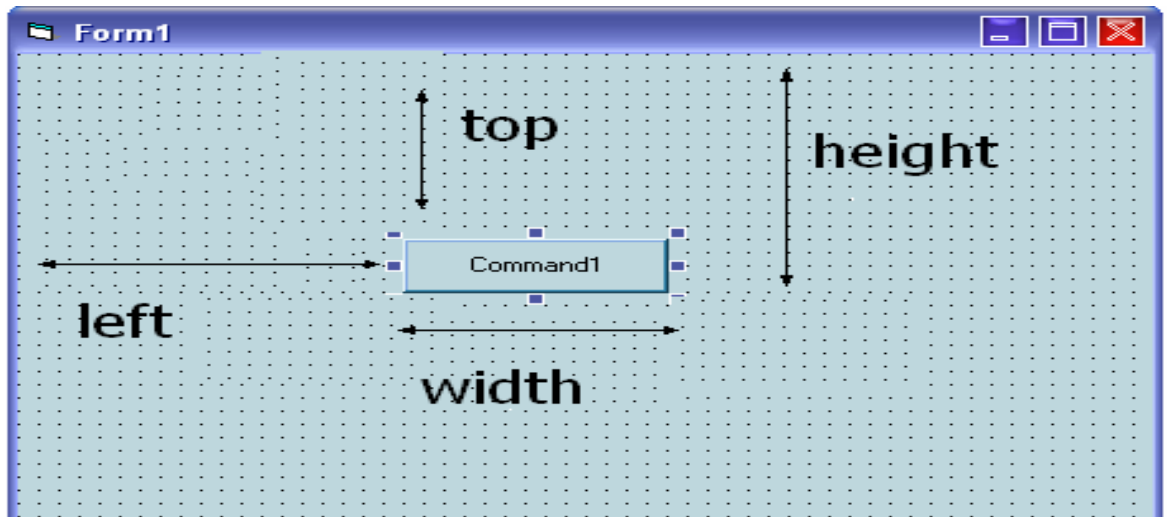 Form1
top
height
Command1
left
width